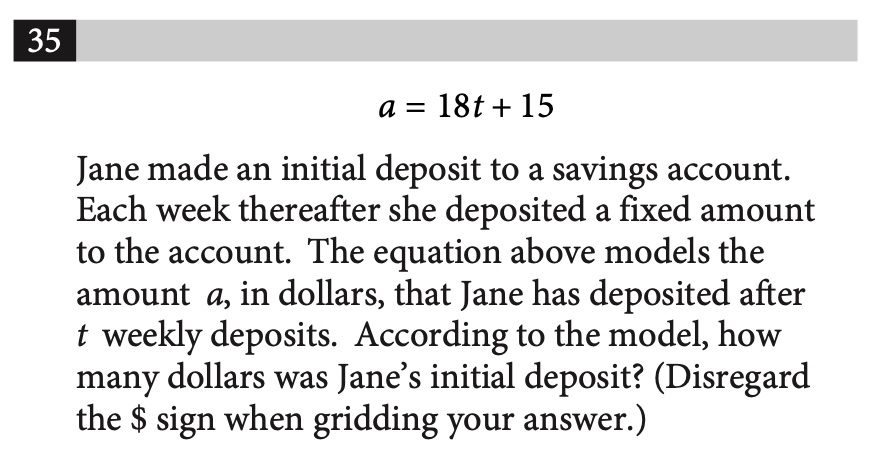 35
a = 18t + 15
Jane made an initial deposit to a savings account.
Each week thereafter she deposited a fixed amount
to the account. The equation above models the
amount a, in dollars, that Jane has deposited after
t weekly deposits. According to the model, how
many dollars was Jane’s initial deposit? (Disregard
the $ sign when gridding your answer.)